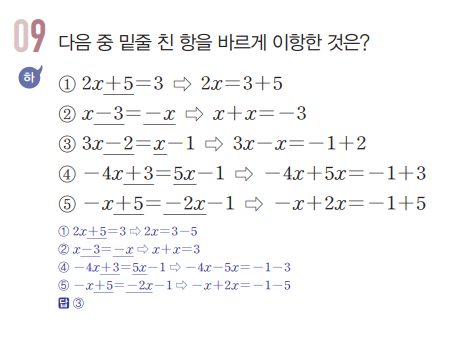 09 다음 중 밑줄 친 항을 바르게 이항한 것은?
하
① 2x+5=3 ⇨ 2x=3+5
② x-3=-x ⇨ x+x=-3
③ 3x-2=x-1 ⇨ 3x-x=-1+2
④ -4x+3=5x-1 ⇨ -4x+5x=-1+3
⑤ -x+5=-2x-1 ⇨ -x+2x=-1+5
① 2x+5=3 ⇨ 2x=3-5
② x-3=-x ⇨ x+x=3
④ -4x+3=5x-1 ⇨ -4x-5x=-1-3
⑤ -x+5=-2x-1 ⇨ -x+2x=-1-5
답 ③